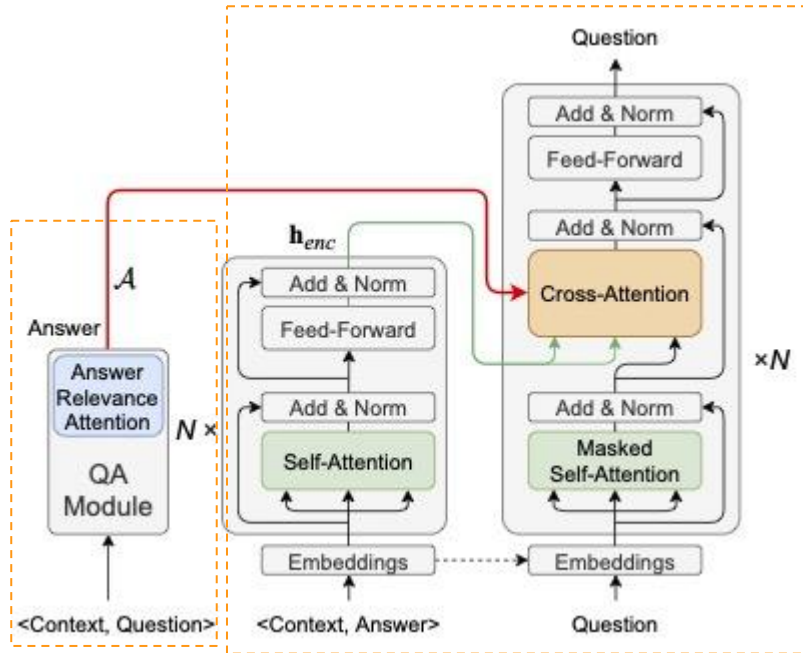 Question
Add & Norm
Feed-Forward
Add & Norm
Cross-Attention
×N
Add & Norm
Masked
Self-Attention
Embeddings
Question
h_enc
Add & Norm
Feed-Forward
N ×
Add & Norm
Self-Attention
Embeddings
<Context, Answer>
𝒜
Answer
Answer
Relevance
Attention
QA
Module
<Context, Question>